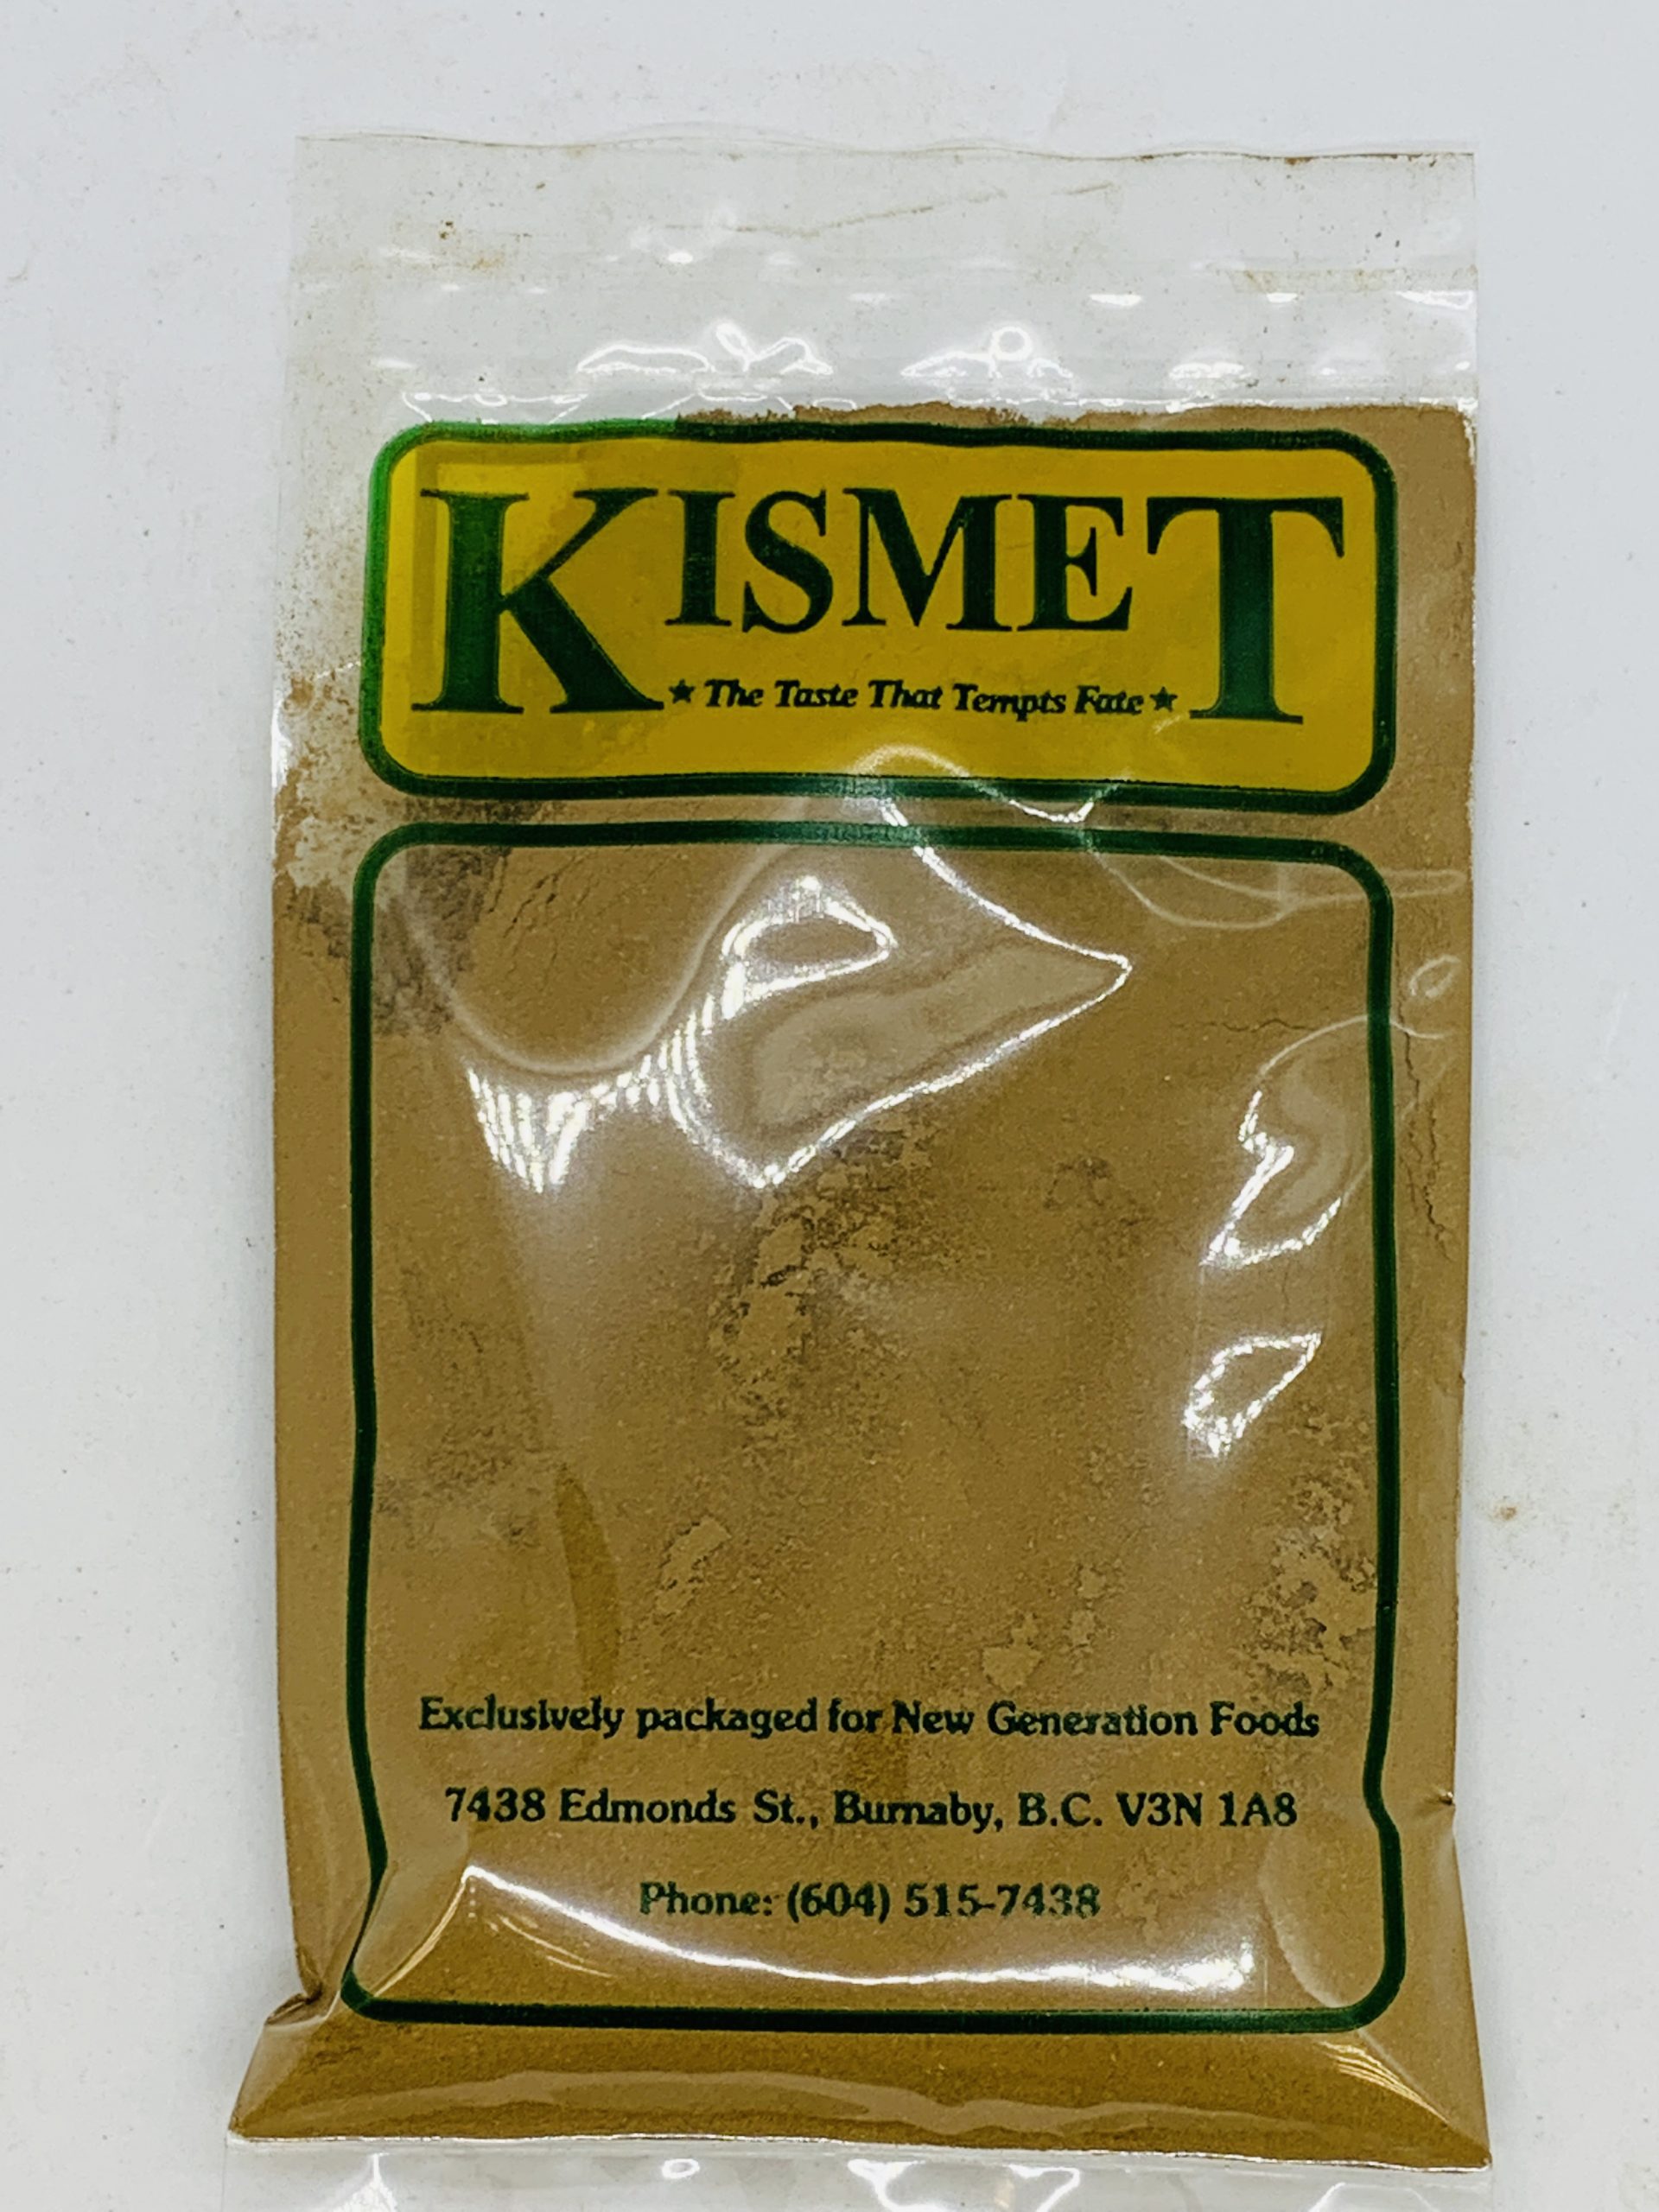 KISMET
★ The Taste That Tempts Fate ★
Exclusively packaged for New Generation Foods
7438 Edmonds St., Burnaby, B.C. V3N 1A8
Phone: (604) 515-7438